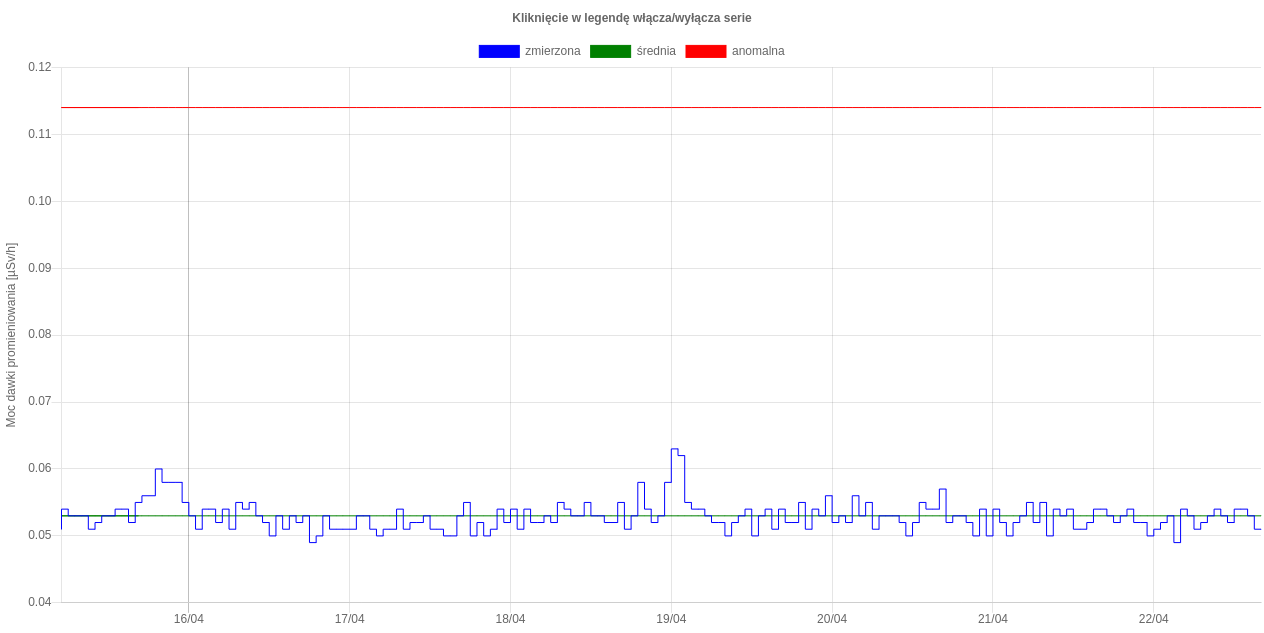 Kliknięcie w legendę włącza/wyłącza serie
zmierzona średnia anomalna
Moc dawki promieniowania [µSv/h]
0.12
0.11
0.10
0.09
0.08
0.07
0.06
0.05
0.04
16/04 17/04 18/04 19/04 20/04 21/04 22/04